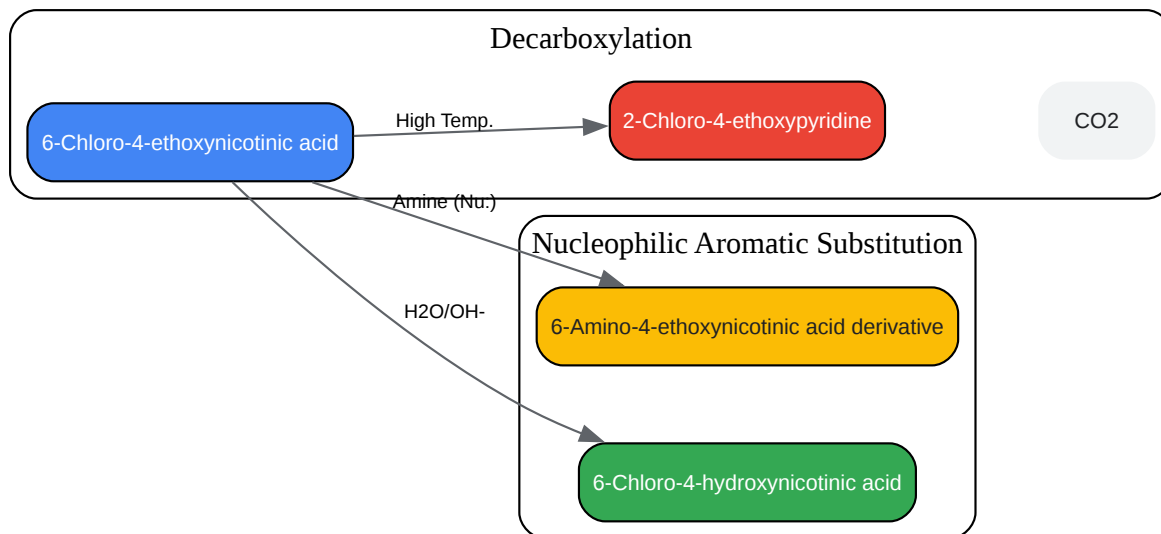 Decarboxylation
6-Chloro-4-ethoxynicotinic acid
High Temp.
2-Chloro-4-ethoxypyridine
CO2
Amine (Nu:)
Nucleophilic Aromatic Substitution
6-Amino-4-ethoxynicotinic acid derivative
H2O/OH-
6-Chloro-4-hydroxynicotinic acid